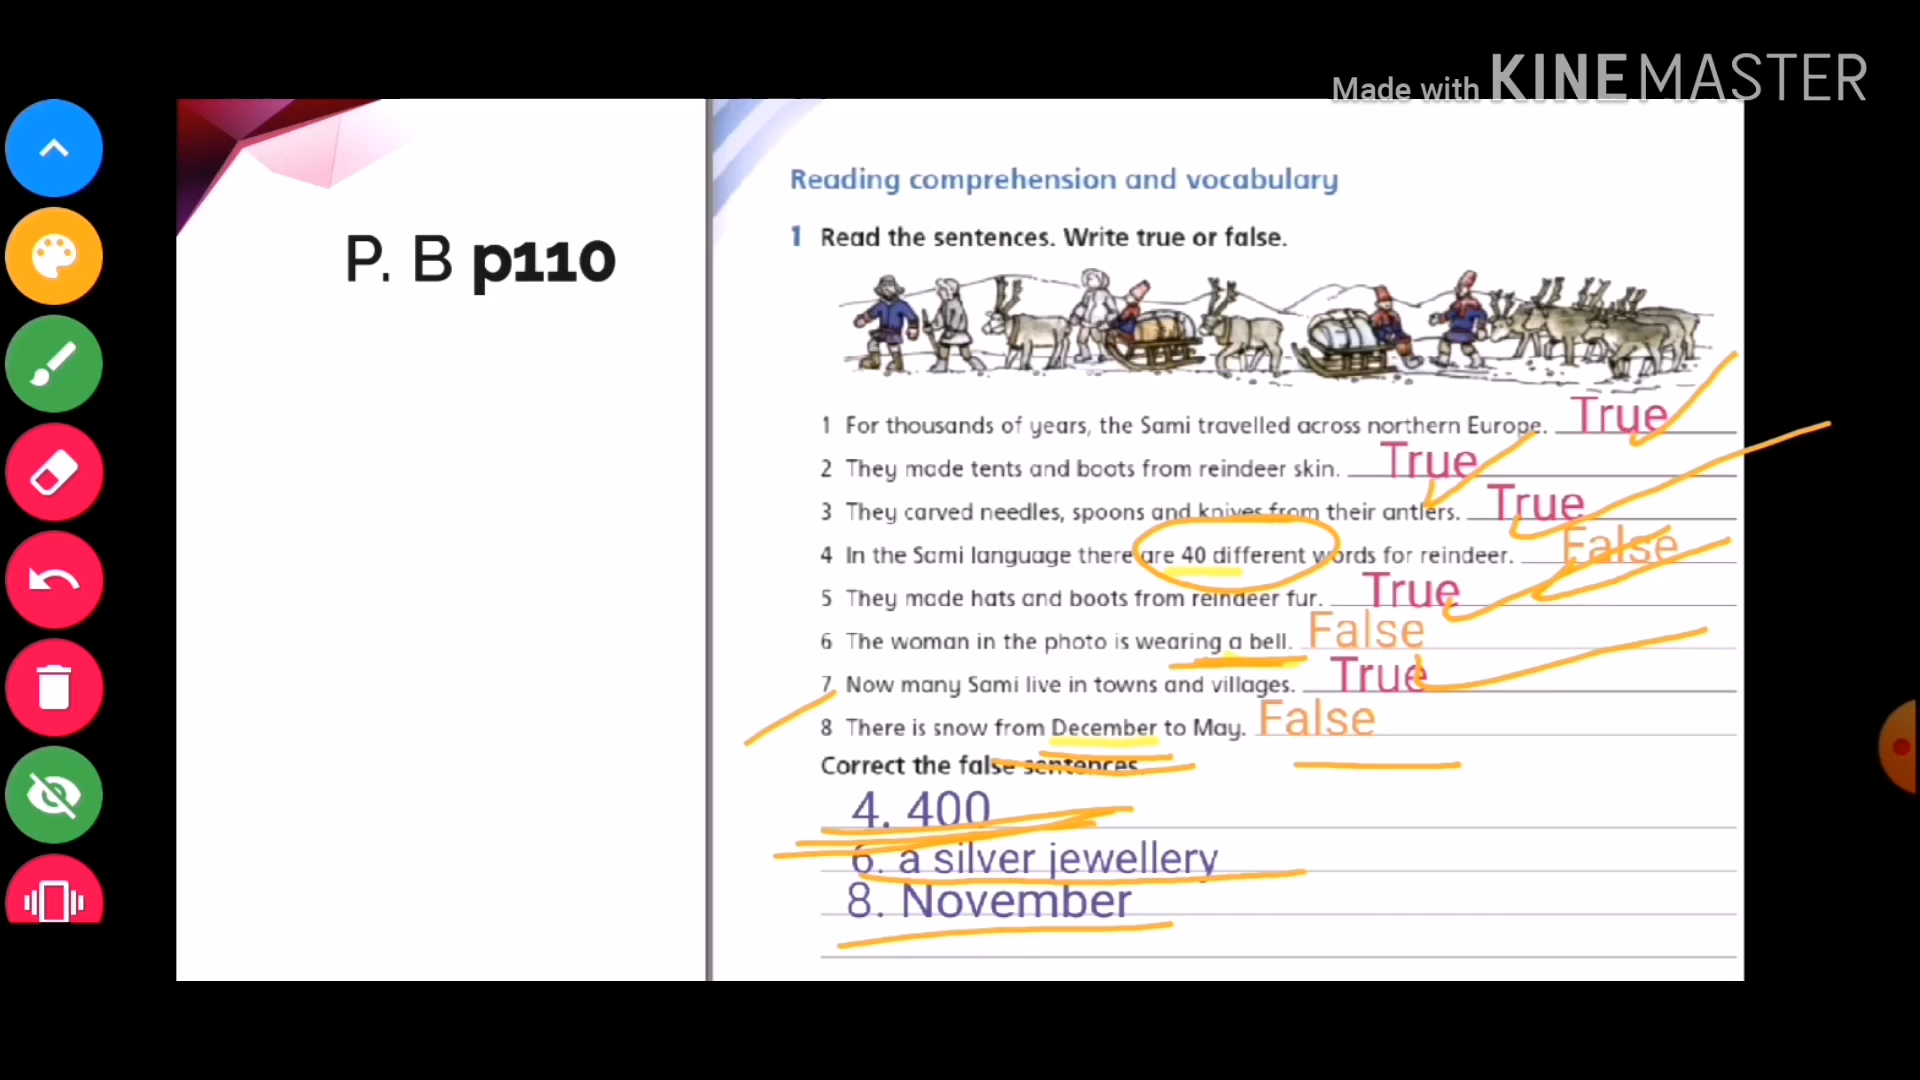 Made with KINEMASTER
P. B p110
Reading comprehension and vocabulary
1 Read the sentences. Write true or false.
1 For thousands of years, the Sami travelled across northern Europe. True
2 They made tents and boots from reindeer skin. True
3 They carved needles, spoons and knives from their antlers. True
4 In the Sami language there are 40 different words for reindeer. False
5 They made hats and boots from reindeer fur. True
6 The woman in the photo is wearing a bell. False
7 Now many Sami live in towns and villages. True
8 There is snow from December to May. False
Correct the false sentences.
4. 400
6. a silver jewellery
8. November